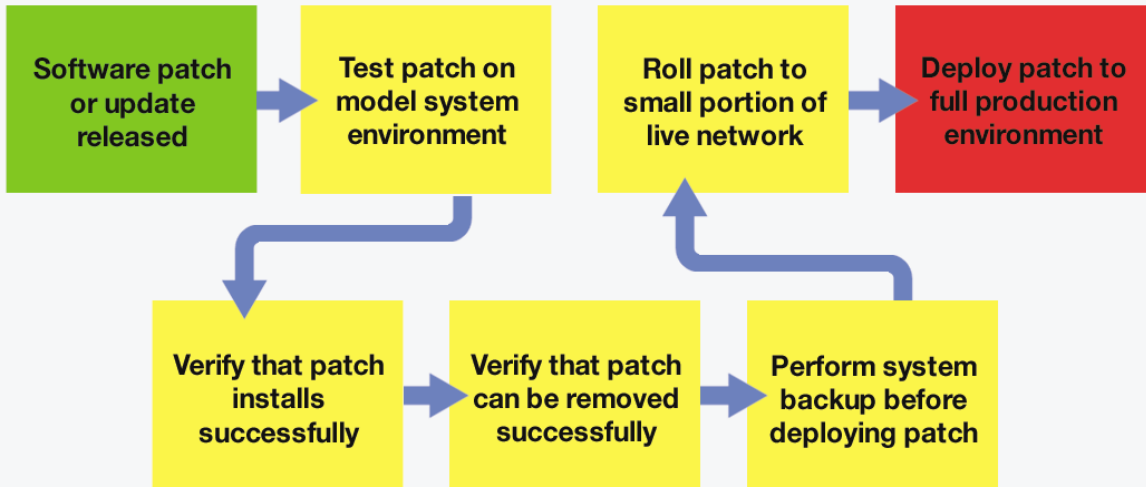 Software patch
or update
released
Test patch on
model system
environment
Verify that patch
installs
successfully
Verify that patch
can be removed
successfully
Perform system
backup before
deploying patch
Roll patch to
small portion of
live network
Deploy patch to
full production
environment